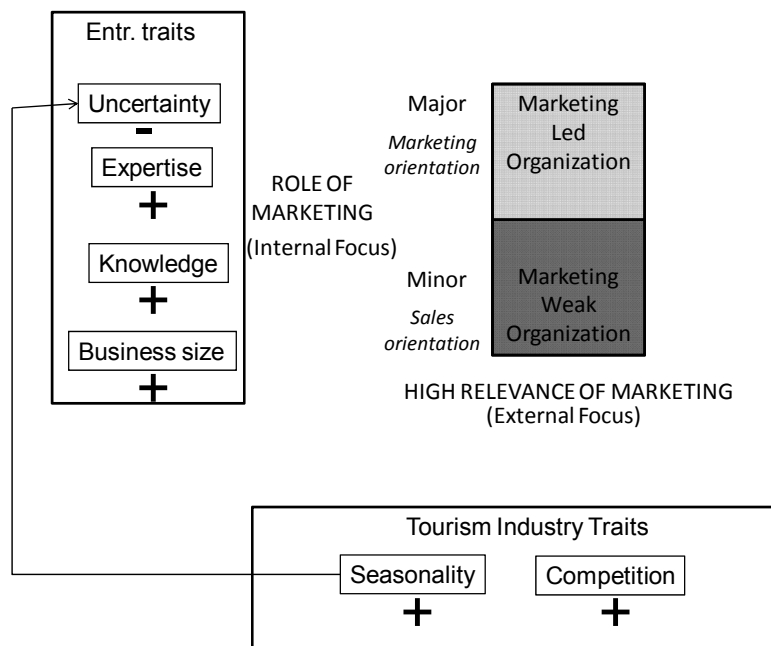 Entr. traits
Uncertainty
-
Expertise
+
Knowledge
+
Business size
+
ROLE OF
MARKETING
(Internal Focus)
Major
Marketing
orientation
Minor
Sales
orientation
Marketing
Led
Organization
Marketing
Weak
Organization
HIGH RELEVANCE OF MARKETING
(External Focus)
Tourism Industry Traits
Seasonality
+
Competition
+